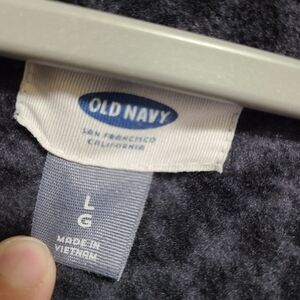 OLD NAVY
SAN FRANCISCO
CALIFORNIA
L
G
MADE IN
VIETNAM